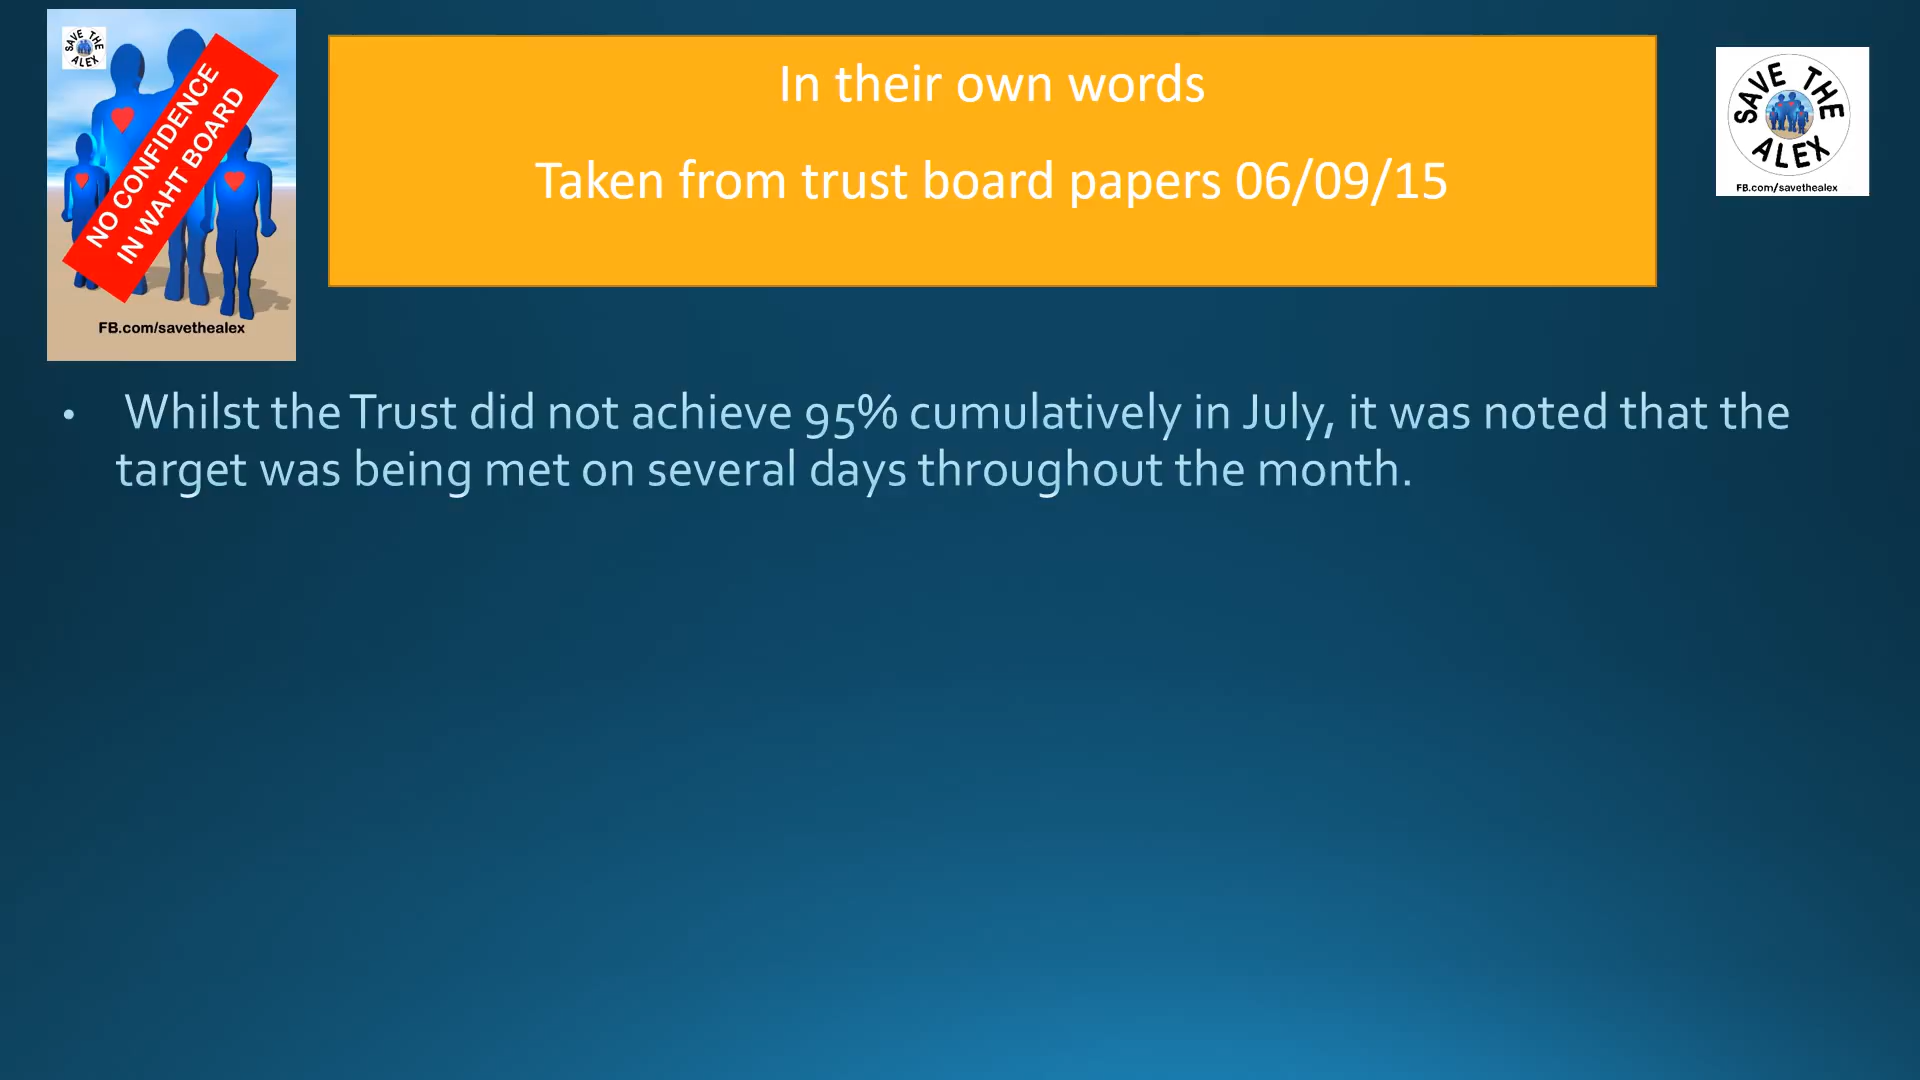 SAVE THE
ALEX
NO CONFIDENCE
IN WAHT BOARD
FB.com/savethealex
In their own words
Taken from trust board papers 06/09/15
SAVE THE
ALEX
FB.com/savethealex
• Whilst the Trust did not achieve 95% cumulatively in July, it was noted that the
target was being met on several days throughout the month.